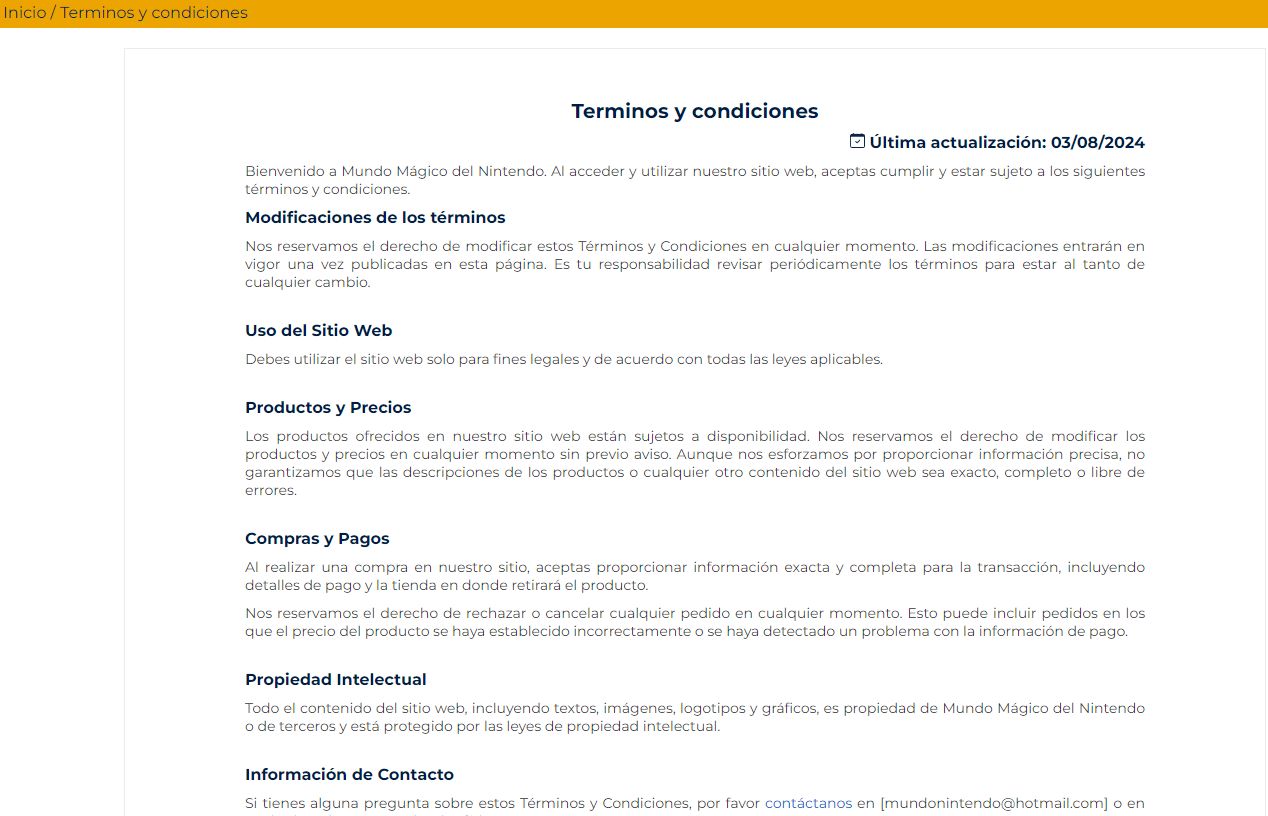 Inicio / Terminos y condiciones
Terminos y condiciones
Última actualización: 03/08/2024
Bienvenido a Mundo Mágico del Nintendo. Al acceder y utilizar nuestro sitio web, aceptas cumplir y estar sujeto a los siguientes
términos y condiciones.
Modificaciones de los términos
Nos reservamos el derecho de modificar estos Términos y Condiciones en cualquier momento. Las modificaciones entrarán en
vigor una vez publicadas en esta página. Es tu responsabilidad revisar periódicamente los términos para estar al tanto de
cualquier cambio.
Uso del Sitio Web
Debes utilizar el sitio web solo para fines legales y de acuerdo con todas las leyes aplicables.
Productos y Precios
Los productos ofrecidos en nuestro sitio web están sujetos a disponibilidad. Nos reservamos el derecho de modificar los
productos y precios en cualquier momento sin previo aviso. Aunque nos esforzamos por proporcionar información precisa, no
garantizamos que las descripciones de los productos o cualquier otro contenido del sitio web sea exacto, completo o libre de
errores.
Compras y Pagos
Al realizar una compra en nuestro sitio, aceptas proporcionar información exacta y completa para la transacción, incluyendo
detalles de pago y la tienda en donde retirará el producto.
Nos reservamos el derecho de rechazar o cancelar cualquier pedido en cualquier momento. Esto puede incluir pedidos en los
que el precio del producto se haya establecido incorrectamente o se haya detectado un problema con la información de pago.
Propiedad Intelectual
Todo el contenido del sitio web, incluyendo textos, imágenes, logotipos y gráficos, es propiedad de Mundo Mágico del Nintendo
o de terceros y está protegido por las leyes de propiedad intelectual.
Información de Contacto
Si tienes alguna pregunta sobre estos Términos y Condiciones, por favor contáctanos en [mundonintendo@hotmail.com] o en